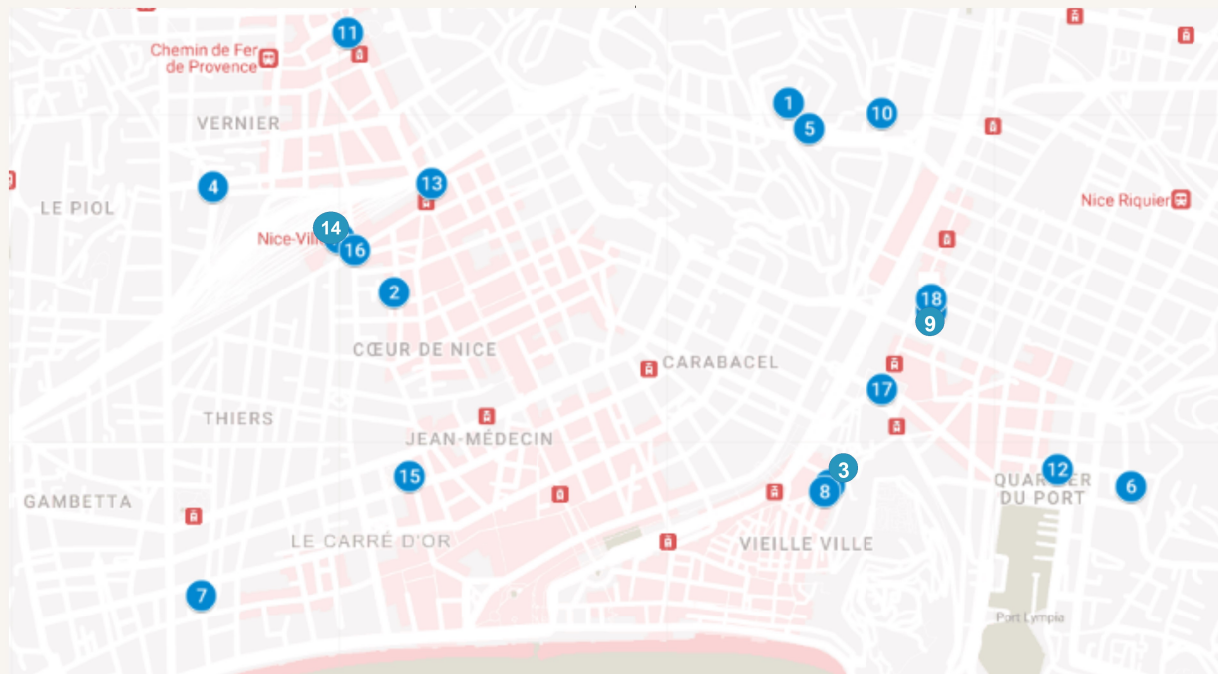 11
Chemin de Fer
de Provence
1
10
5
VERNIER
13
4
Nice Riquier
LE PIOL
14
Nice-Vill
16
2
18
9
CŒUR DE NICE
CARABACEL
17
THIERS
JEAN-MÉDECIN
3
12
15
8
QUARTIER
DU PORT
6
GAMBETTA
LE CARRÉ D'OR
VIEILLE VILLE
7
Port Lympia